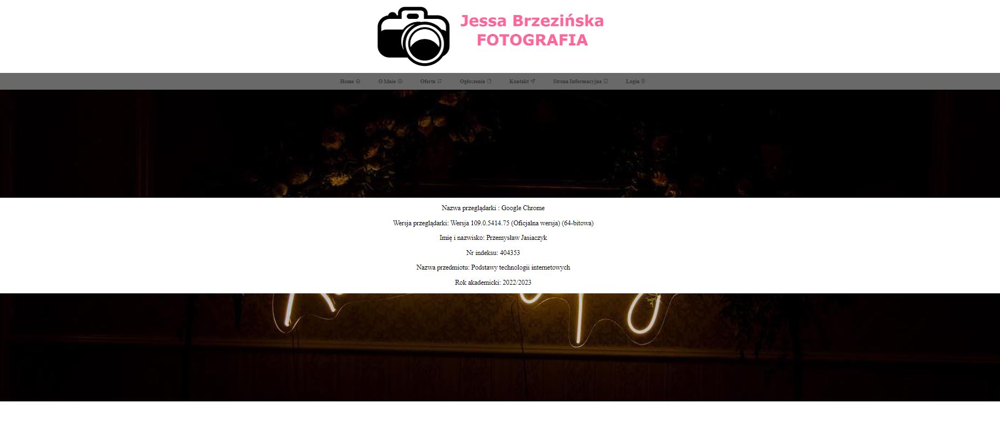 Jessa Brzezińska
FOTOGRAFIA
Home O Mnie Oferta Ogłoszenia Kontakt Strona Informacyjna Login
Nazwa przeglądarki : Google Chrome
Wersja przeglądarki: Wersja 109.0.5414.75 (Oficjalna wersja) (64-bitowa)
Imię i nazwisko: Przemysław Jasiaczyk
Nr indeksu: 404353
Nazwa przedmiotu: Podstawy technologii internetowych
Rok akademicki: 2022/2023